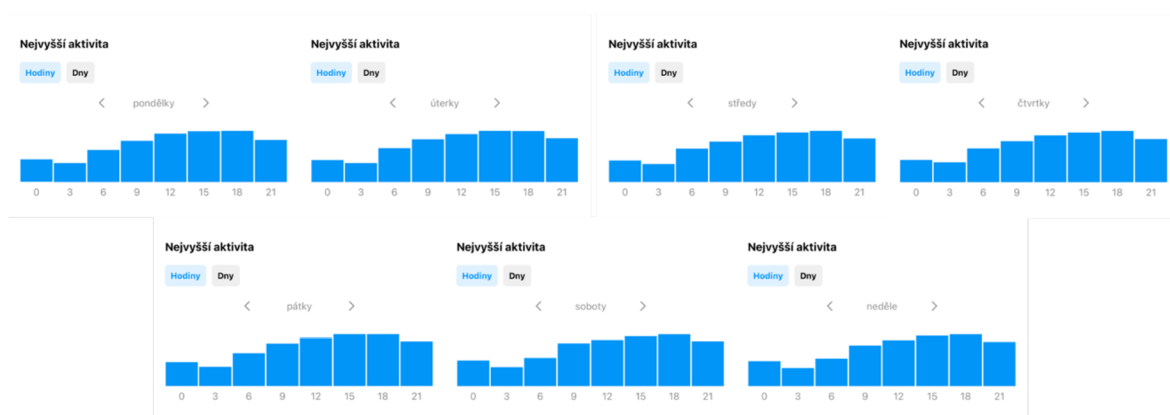 Nejvyšší aktivita
Hodiny Dny
< pondělky >
0 3 6 9 12 15 18 21
Nejvyšší aktivita
Hodiny Dny
< úterky >
0 3 6 9 12 15 18 21
Nejvyšší aktivita
Hodiny Dny
< středy >
0 3 6 9 12 15 18 21
Nejvyšší aktivita
Hodiny Dny
< čtvrtky >
0 3 6 9 12 15 18 21
Nejvyšší aktivita
Hodiny Dny
< pátky >
0 3 6 9 12 15 18 21
Nejvyšší aktivita
Hodiny Dny
< soboty >
0 3 6 9 12 15 18 21
Nejvyšší aktivita
Hodiny Dny
< neděle >
0 3 6 9 12 15 18 21